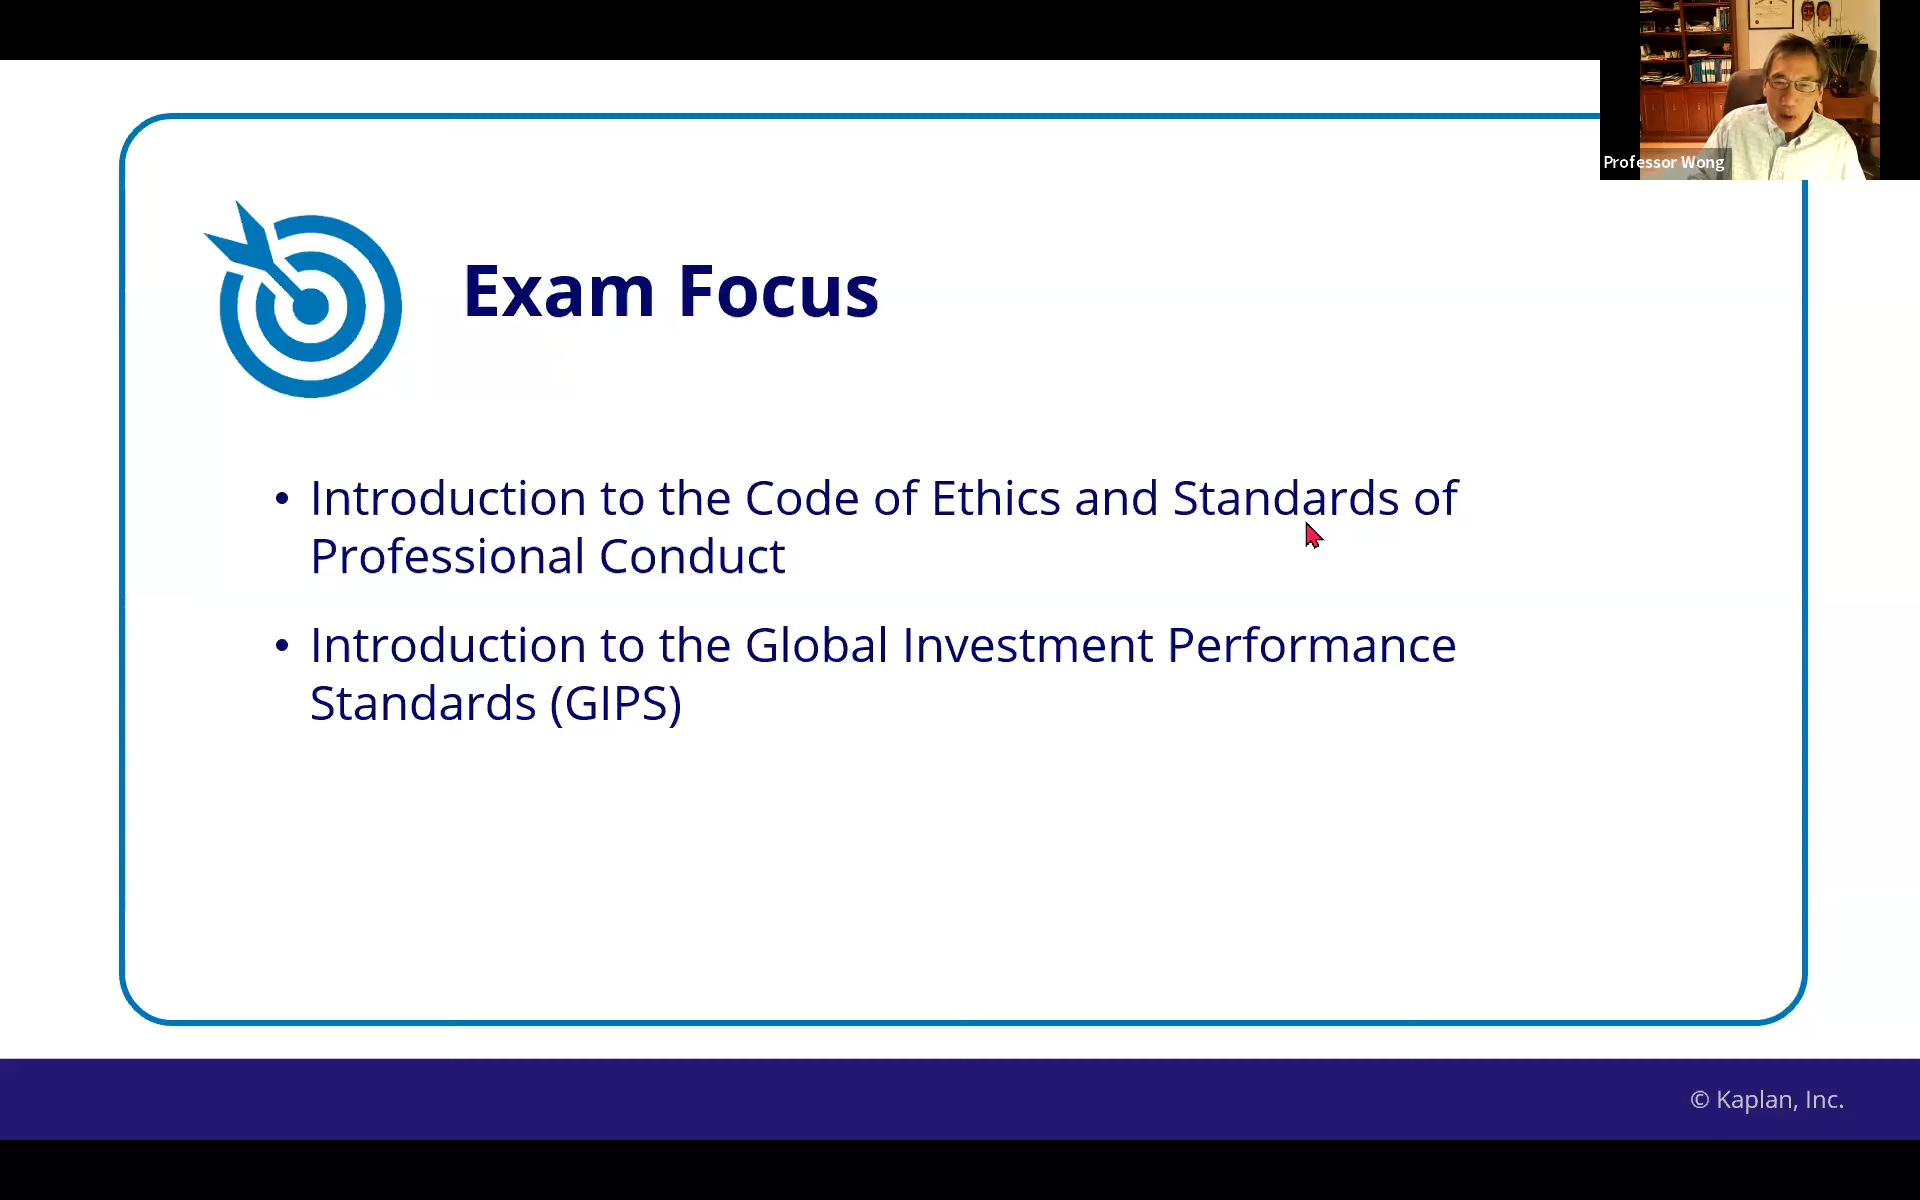 Professor Wong
Exam Focus
• Introduction to the Code of Ethics and Standards of
Professional Conduct
• Introduction to the Global Investment Performance
Standards (GIPS)
© Kaplan, Inc.